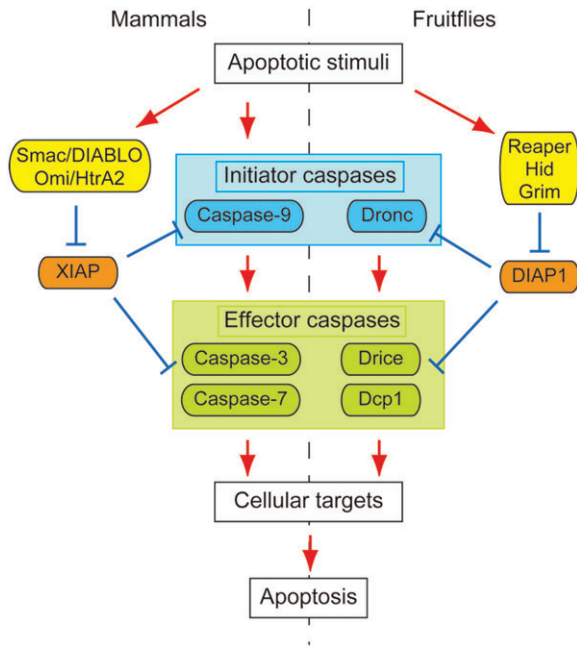 Mammals
Fruitflies
Apoptotic stimuli
Smac/DIABLO
Omi/HtrA2
Reaper
Hid
Grim
Initiator caspases
Caspase-9
Dronc
XIAP
DIAP1
Effector caspases
Caspase-3
Drice
Caspase-7
Dcp1
Cellular targets
Apoptosis